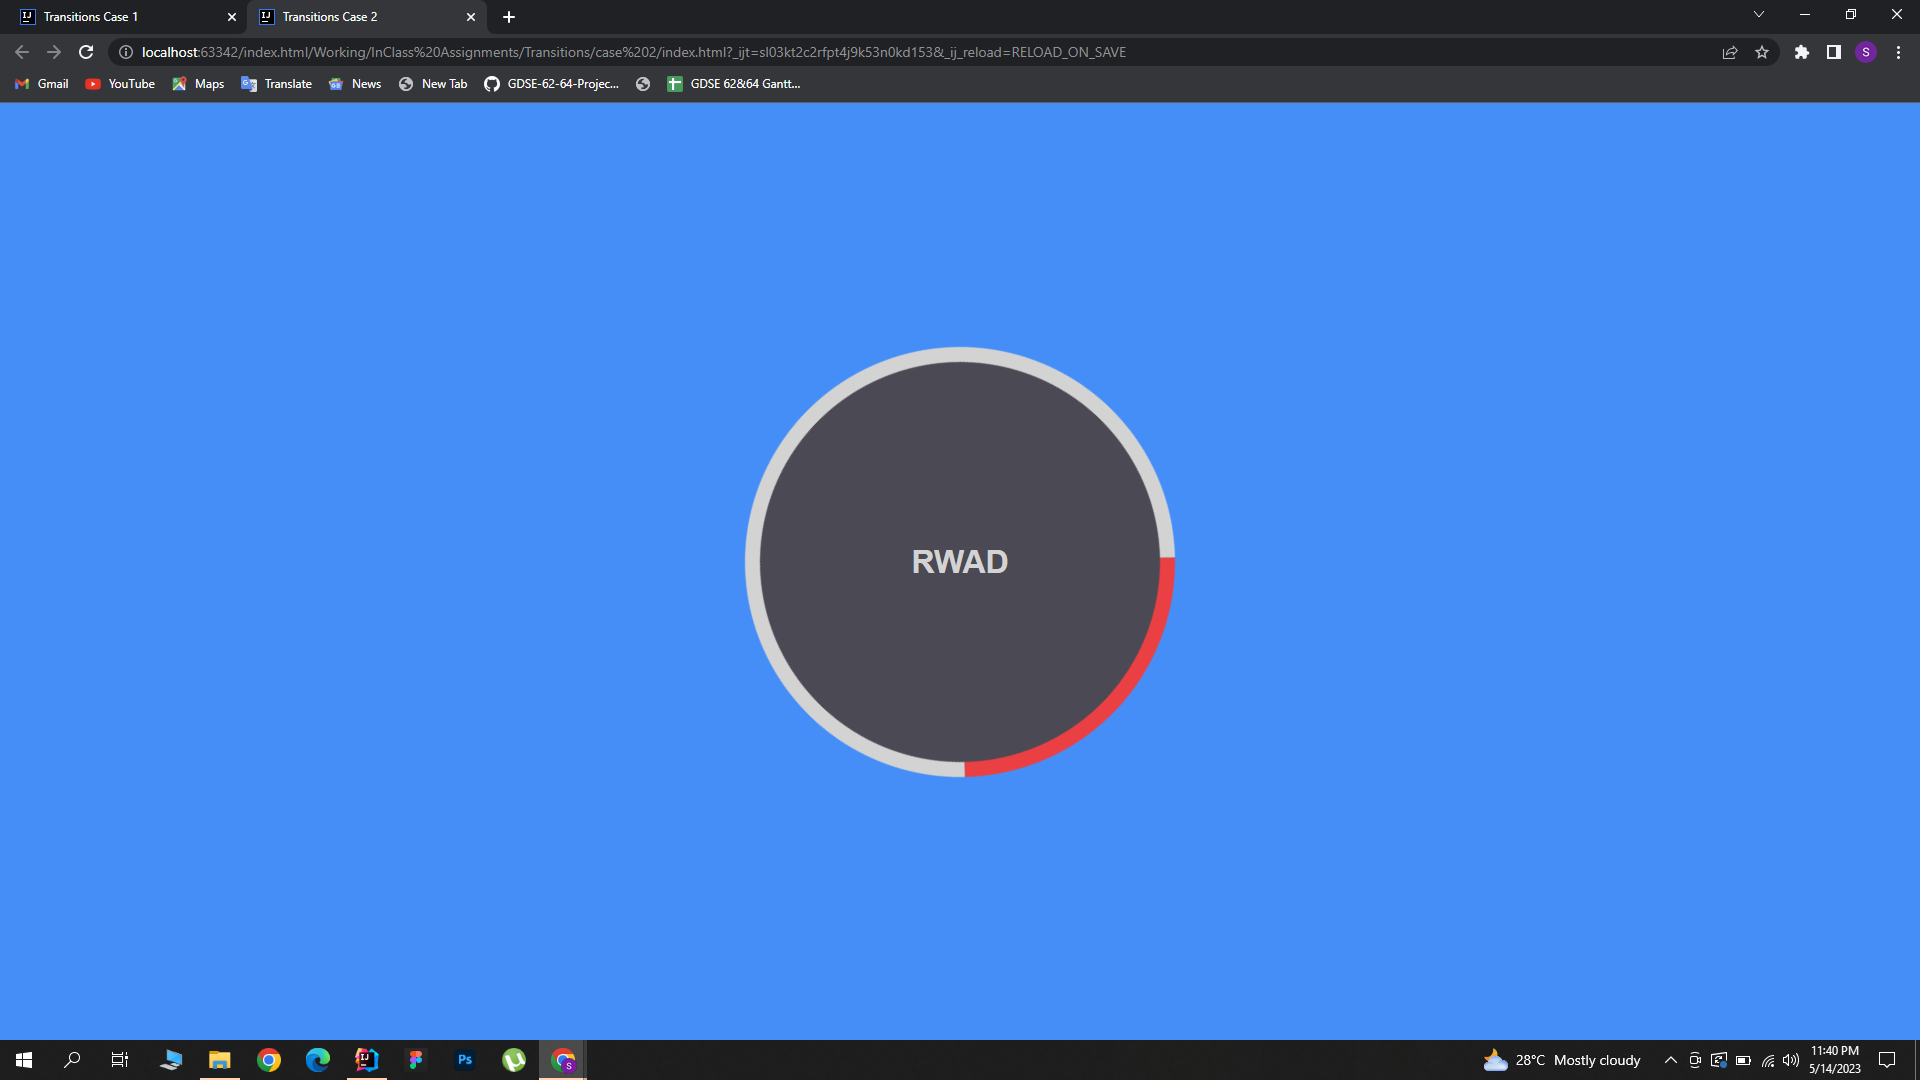 Transitions Case 1
Transitions Case 2
localhost:63342/index.html/Working/InClass%20Assignments/Transitions/case%202/index.html?_ijt=sl03kt2c2rfpt4j9k53n0kd153&_ij_reload=RELOAD_ON_SAVE
S
Gmail YouTube Maps Translate News New Tab GDSE-62-64-Projec... GDSE 62&64 Gantt...
RWAD
28°C Mostly cloudy
11:40 PM
5/14/2023